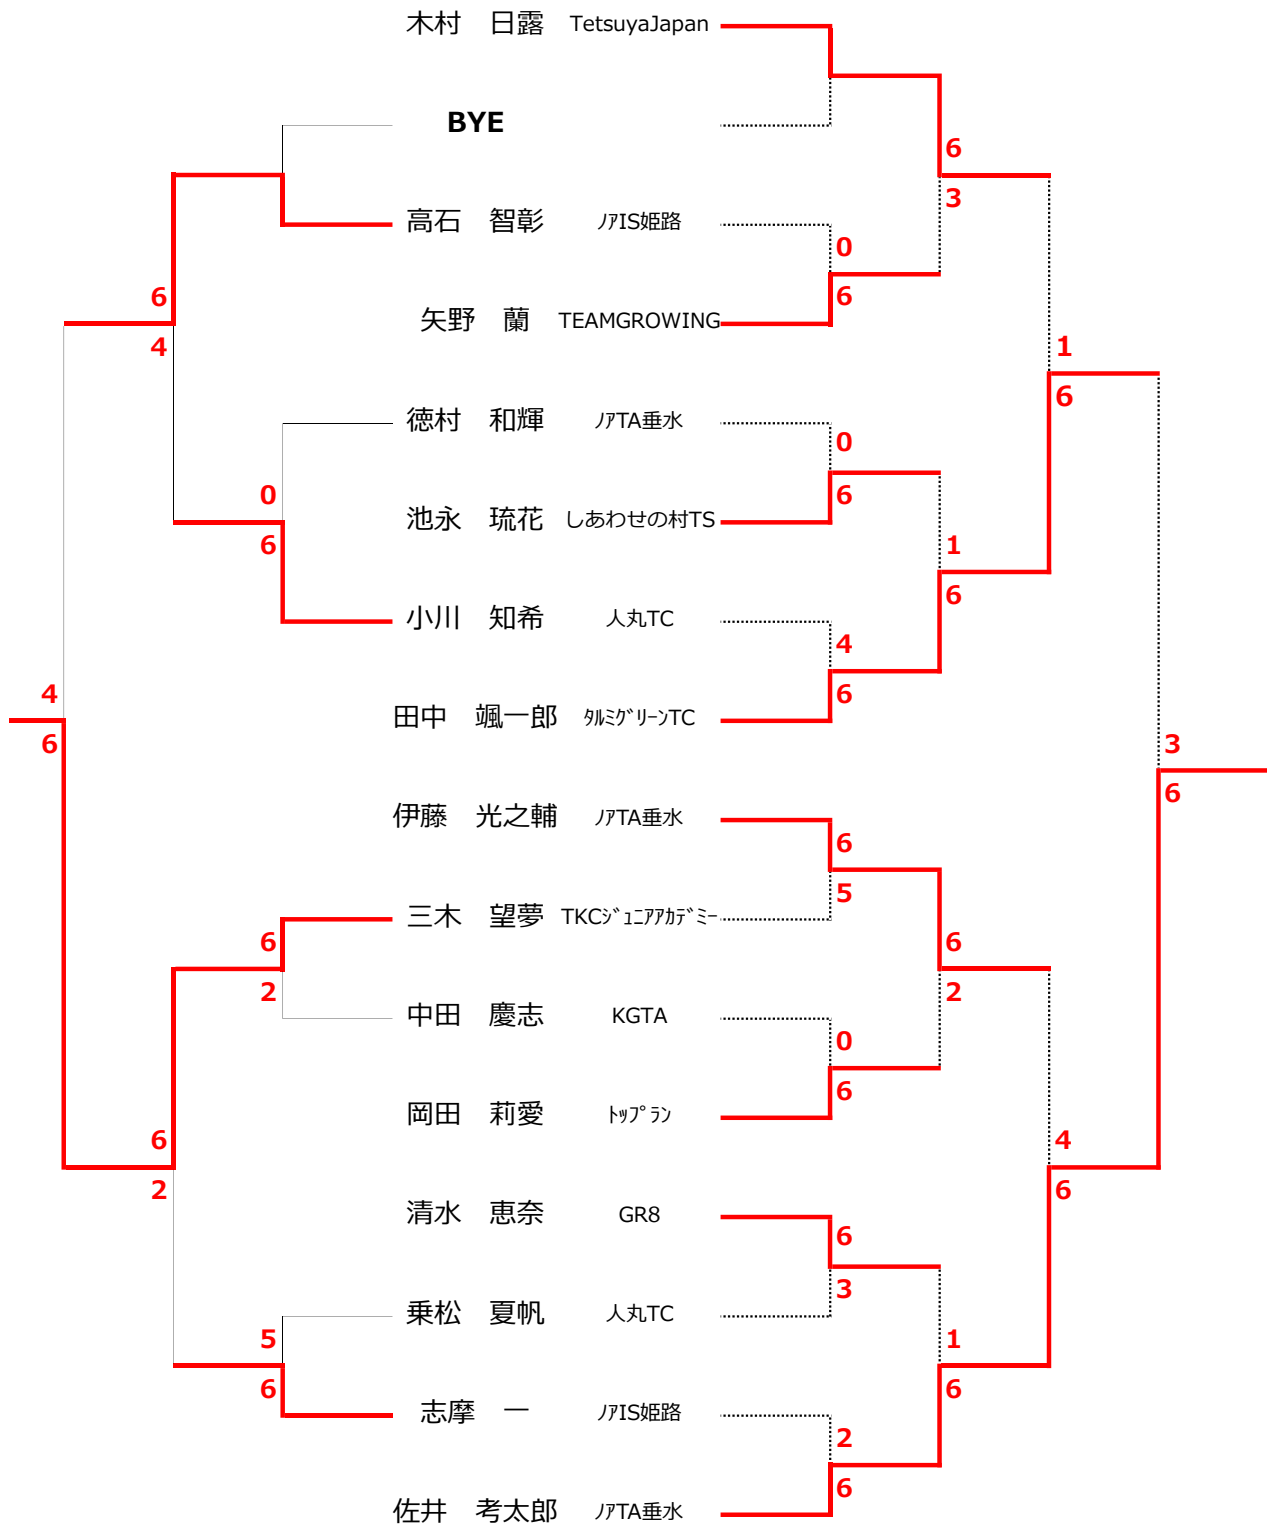 木村　日露 TetsuyaJapan
BYE
6
3
高石　智彰 ﾉｱIS姫路
0
6
6
4
矢野　蘭 TEAMGROWING
1
6
徳村　和輝 ﾉｱTA垂水
0
6
0
6
池永　琉花 しあわせの村TS
1
6
小川　知希 人丸TC
4
6
4
6
田中　颯一郎 ﾀﾙﾐｸﾞﾘｰﾝTC
3
6
伊藤　光之輔 ﾉｱTA垂水
6
5
三木　望夢 TKCｼﾞｭﾆｱｱｶﾃﾞﾐｰ
6
2
6
2
中田　慶志 KGTA
0
6
岡田　莉愛 ﾄｯﾌﾟﾗﾝ
6
2
4
6
清水　恵奈 GR8
6
3
乗松　夏帆 人丸TC
5
6
1
6
志摩　一 ﾉｱIS姫路
2
6
佐井　考太郎 ﾉｱTA垂水